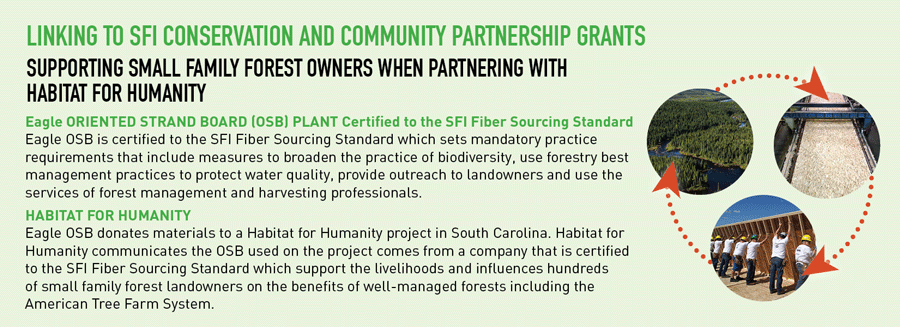 LINKING TO SFI CONSERVATION AND COMMUNITY PARTNERSHIP GRANTS
SUPPORTING SMALL FAMILY FOREST OWNERS WHEN PARTNERING WITH
HABITAT FOR HUMANITY
Eagle ORIENTED STRAND BOARD (OSB) PLANT Certified to the SFI Fiber Sourcing Standard
Eagle OSB is certified to the SFI Fiber Sourcing Standard which sets mandatory practice
requirements that include measures to broaden the practice of biodiversity, use forestry best
management practices to protect water quality, provide outreach to landowners and use the
services of forest management and harvesting professionals.
HABITAT FOR HUMANITY
Eagle OSB donates materials to a Habitat for Humanity project in South Carolina. Habitat for
Humanity communicates the OSB used on the project comes from a company that is certified
to the SFI Fiber Sourcing Standard which support the livelihoods and influences hundreds
of small family forest landowners on the benefits of well-managed forests including the
American Tree Farm System.